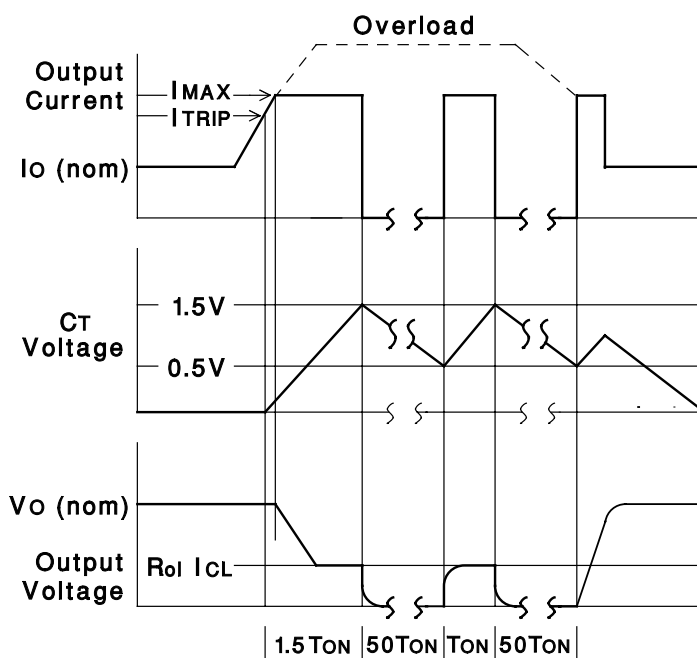 Overload
Output
Current
IMAX
ITRIP
IO (nom)
CT
Voltage
1.5V
0.5V
VO (nom)
Output
Voltage
Rol ICL
1.5TON 50TON TON 50TON